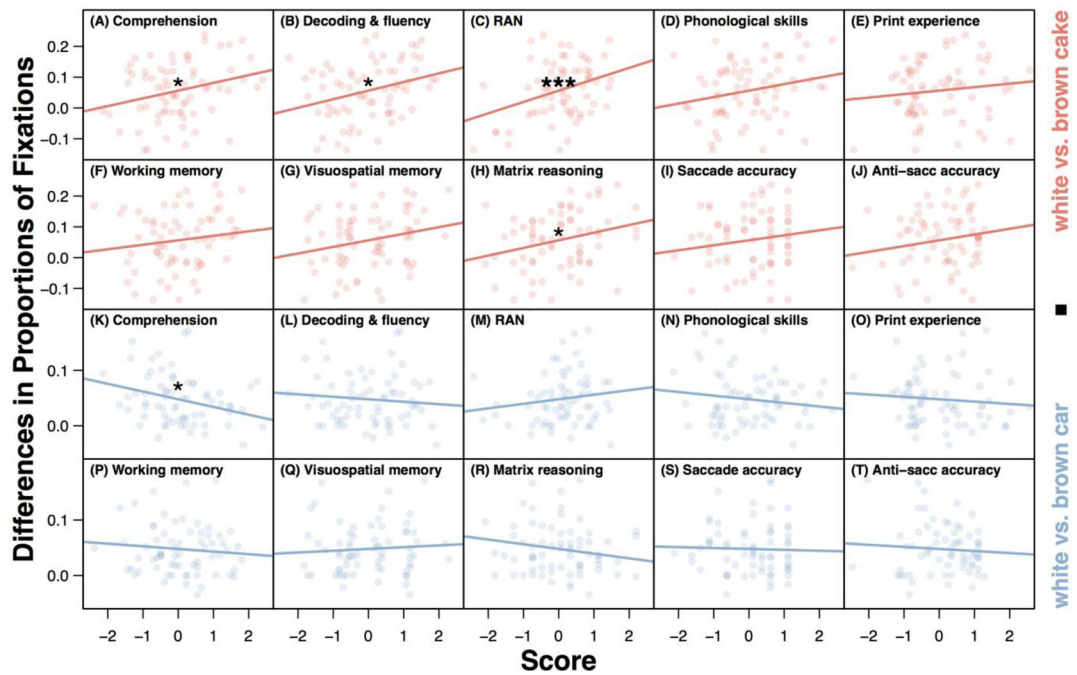 (A) Comprehension
(B) Decoding & fluency
(C) RAN
(D) Phonological skills
(E) Print experience
0.2
0.1
0.0
−0.1
*
*
***
(F) Working memory
(G) Visuospatial memory
(H) Matrix reasoning
(I) Saccade accuracy
(J) Anti−sacc accuracy
0.2
0.1
0.0
−0.1
*
(K) Comprehension
(L) Decoding & fluency
(M) RAN
(N) Phonological skills
(O) Print experience
0.1
0.0
*
(P) Working memory
(Q) Visuospatial memory
(R) Matrix reasoning
(S) Saccade accuracy
(T) Anti−sacc accuracy
0.1
0.0
−2 −1 0 1 2
−2 −1 0 1 2
−2 −1 0 1 2
−2 −1 0 1 2
−2 −1 0 1 2
Score
Differences in Proportions of Fixations
white vs. brown cake
white vs. brown car